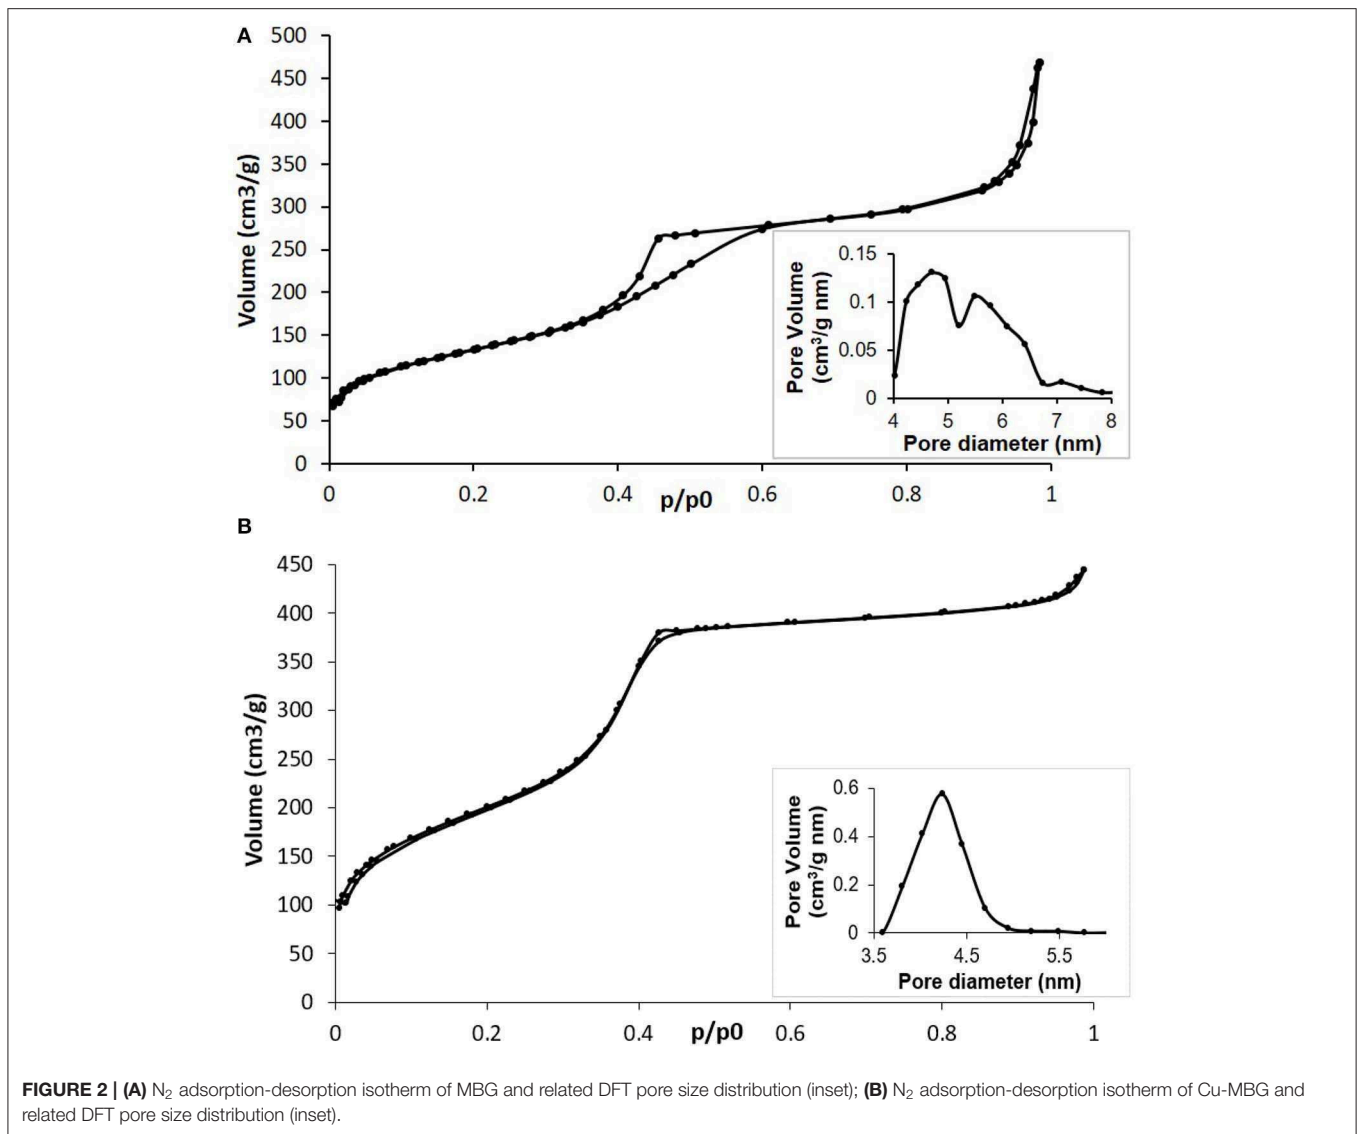 A
500
450
400
350
300
250
200
150
100
50
0
Volume (cm3/g)
0 0.2 0.4 0.6 0.8 1
p/p0
0.15
0.1
0.05
0
Pore Volume
(cm³/g nm)
4 5 6 7 8
Pore diameter (nm)
B
450
400
350
300
250
200
150
100
50
0
Volume (cm3/g)
0 0.2 0.4 0.6 0.8 1
p/p0
0.6
0.4
0.2
0
Pore Volume
(cm³/g nm)
3.5 4.5 5.5
Pore diameter (nm)
FIGURE 2 | (A) N₂ adsorption-desorption isotherm of MBG and related DFT pore size distribution (inset); (B) N₂ adsorption-desorption isotherm of Cu-MBG and
related DFT pore size distribution (inset).